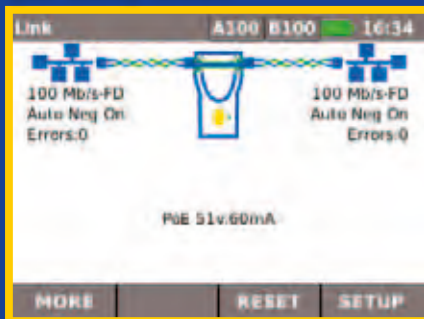 Link A100 B100 16:34
100 Mb/s-FD 100 Mb/s-FD
Auto Neg On Auto Neg On
Errors:0 Errors:0
PoE 51v:60mA
MORE RESET SETUP